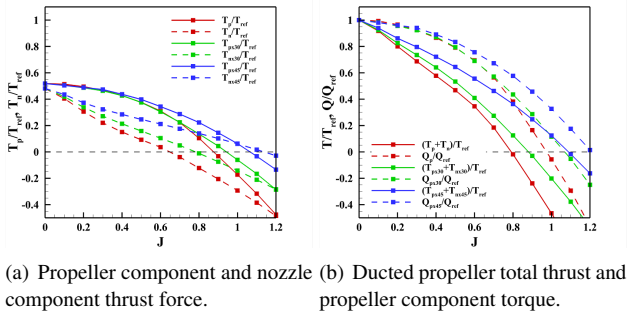 (a)
T_p/T_ref, T_n/T_ref
1
0.8
0.6
0.4
0.2
0
-0.2
-0.4
0 0.2 0.4 0.6 0.8 1 1.2
J
T_p/T_ref
T_n/T_ref
T_px30/T_ref
T_nx30/T_ref
T_px45/T_ref
T_nx45/T_ref
(b)
T/T_ref, Q/Q_ref
1
0.8
0.6
0.4
0.2
0
-0.2
-0.4
0 0.2 0.4 0.6 0.8 1 1.2
J
(T_p+T_n)/T_ref
Q_p/Q_ref
(T_px30+T_nx30)/T_ref
Q_px30/Q_ref
(T_px45+T_nx45)/T_ref
Q_px45/Q_ref
(a) Propeller component and nozzle
component thrust force.
(b) Ducted propeller total thrust and
propeller component torque.